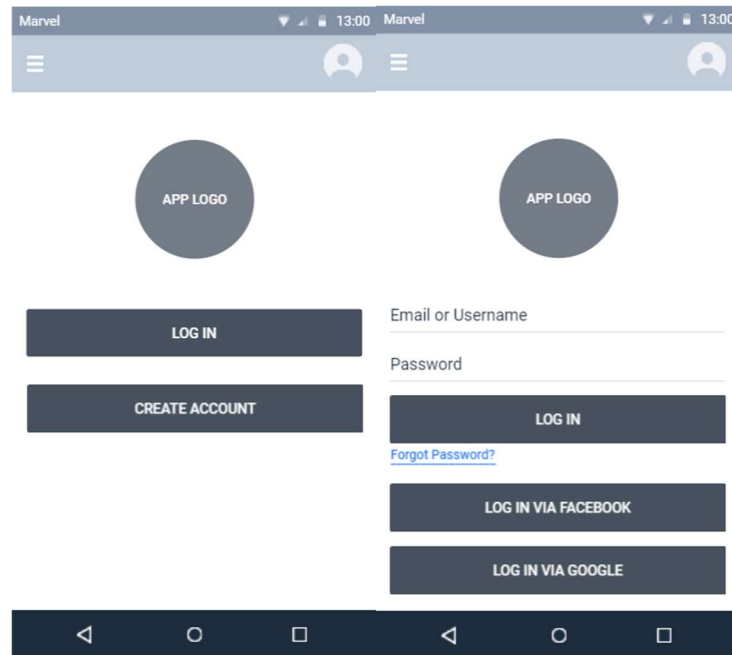 Marvel 13:00
APP LOGO
LOG IN
CREATE ACCOUNT
Marvel 13:00
APP LOGO
Email or Username
Password
LOG IN
Forgot Password?
LOG IN VIA FACEBOOK
LOG IN VIA GOOGLE